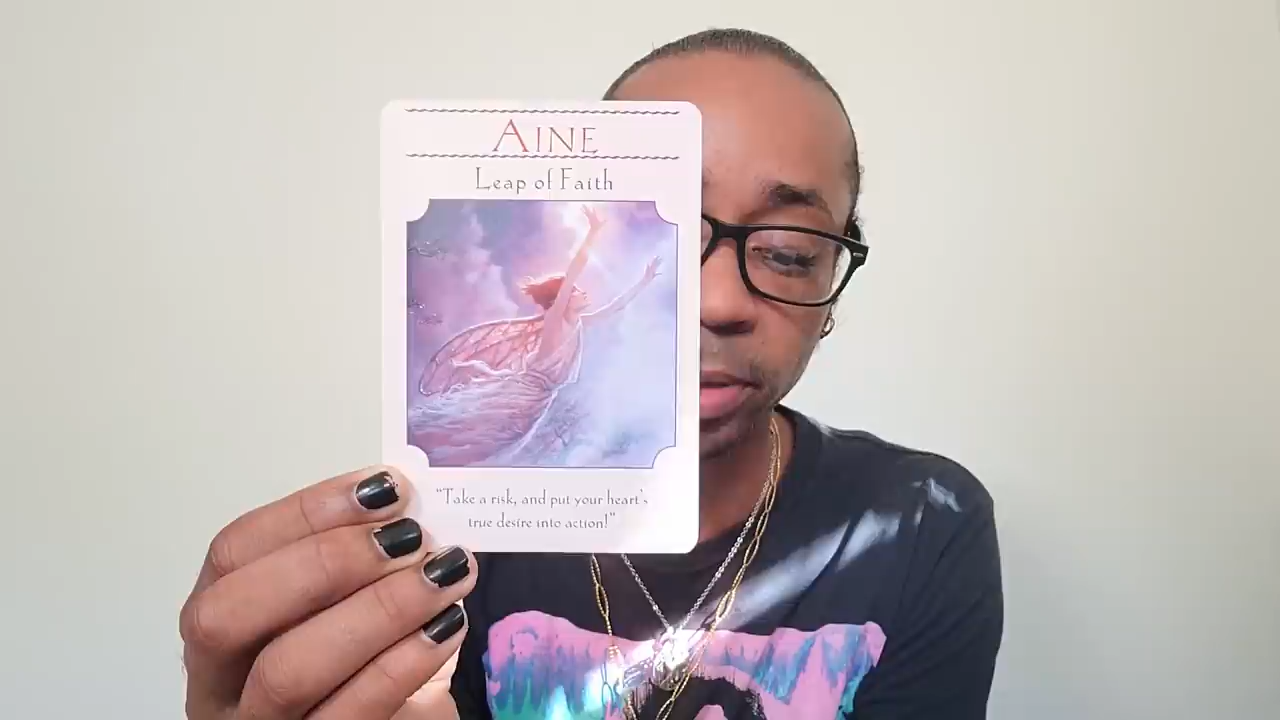 AINE
Leap of Faith
"Take a risk, and put your heart's
true desire into action!"